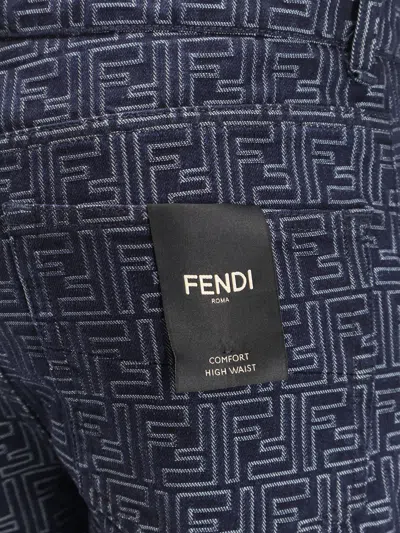 FENDI
ROMA
COMFORT
HIGH WAIST